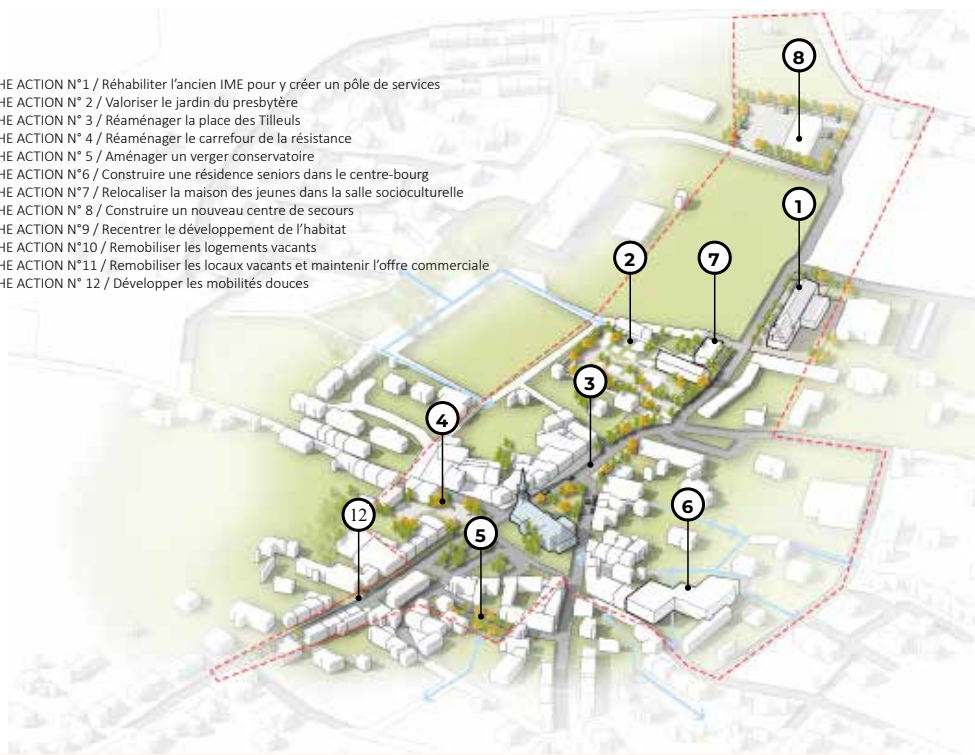 HE ACTION N°1 / Réhabiliter l'ancien IME pour y créer un pôle de services
HE ACTION N° 2 / Valoriser le jardin du presbytère
HE ACTION N° 3 / Réaménager la place des Tilleuls
HE ACTION N° 4 / Réaménager le carrefour de la résistance
HE ACTION N° 5 / Aménager un verger conservatoire
HE ACTION N°6 / Construire une résidence seniors dans le centre-bourg
HE ACTION N°7 / Relocaliser la maison des jeunes dans la salle socioculturelle
HE ACTION N° 8 / Construire un nouveau centre de secours
HE ACTION N°9 / Recentrer le développement de l'habitat
HE ACTION N°10 / Remobiliser les logements vacants
HE ACTION N°11 / Remobiliser les locaux vacants et maintenir l'offre commerciale
HE ACTION N° 12 / Développer les mobilités douces
8
1
2
7
3
4
12
5
6